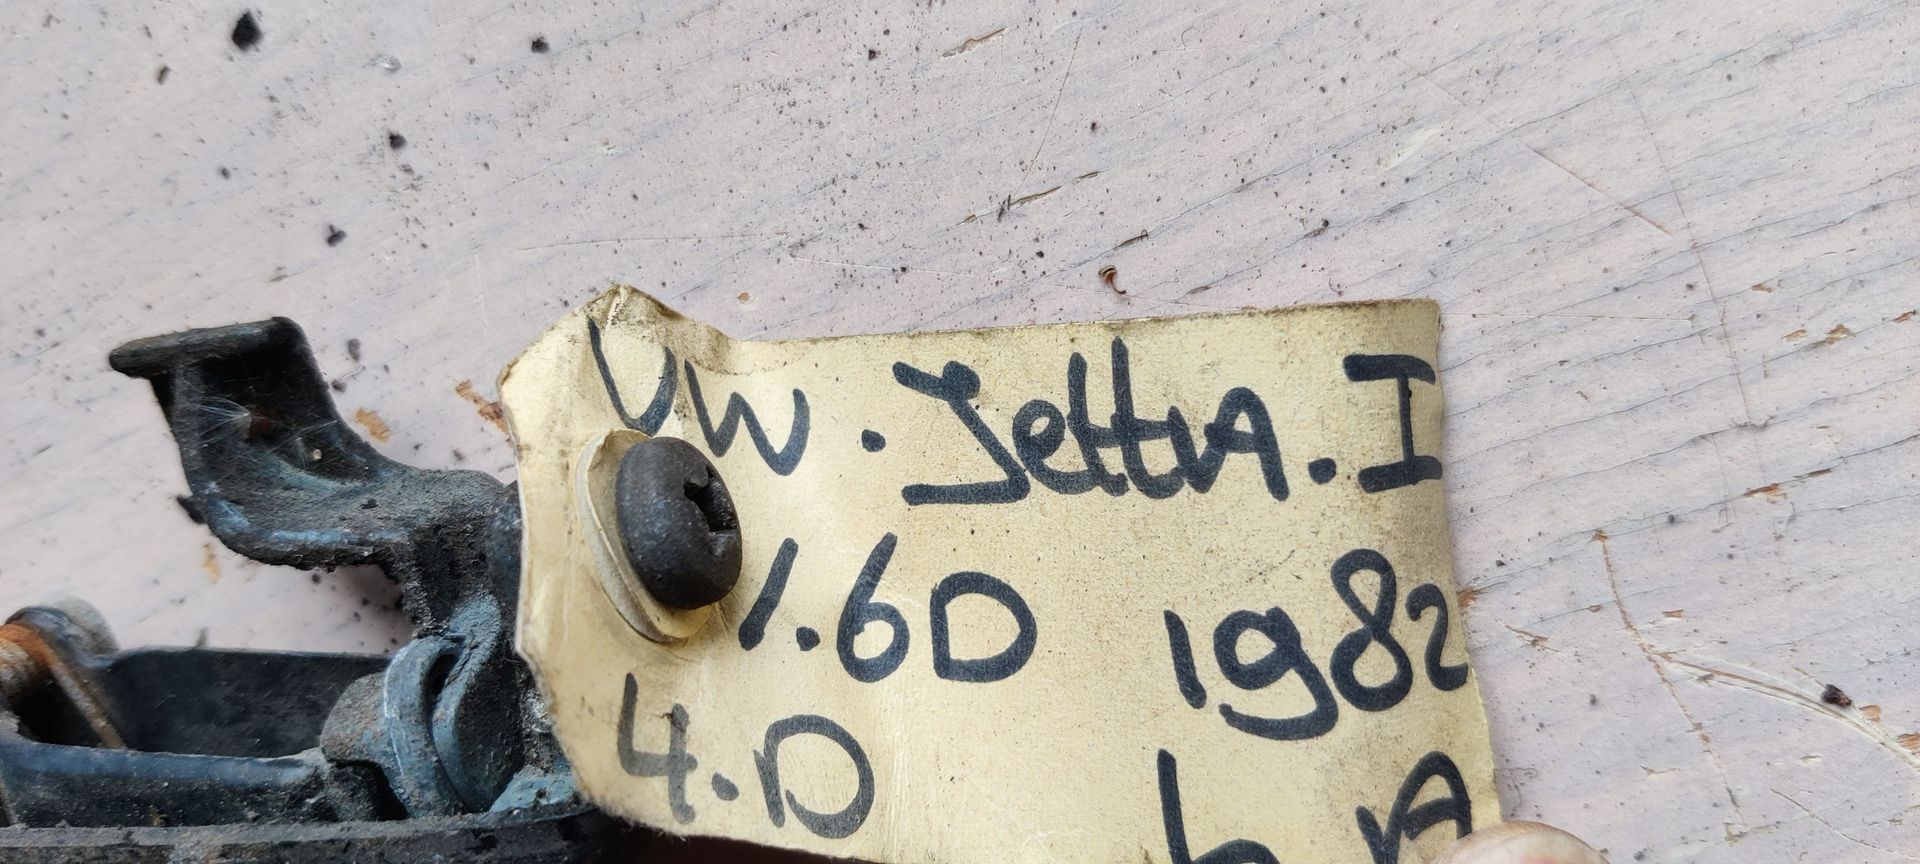 VW. Jetta. I
1.6D 1982
4.D L A